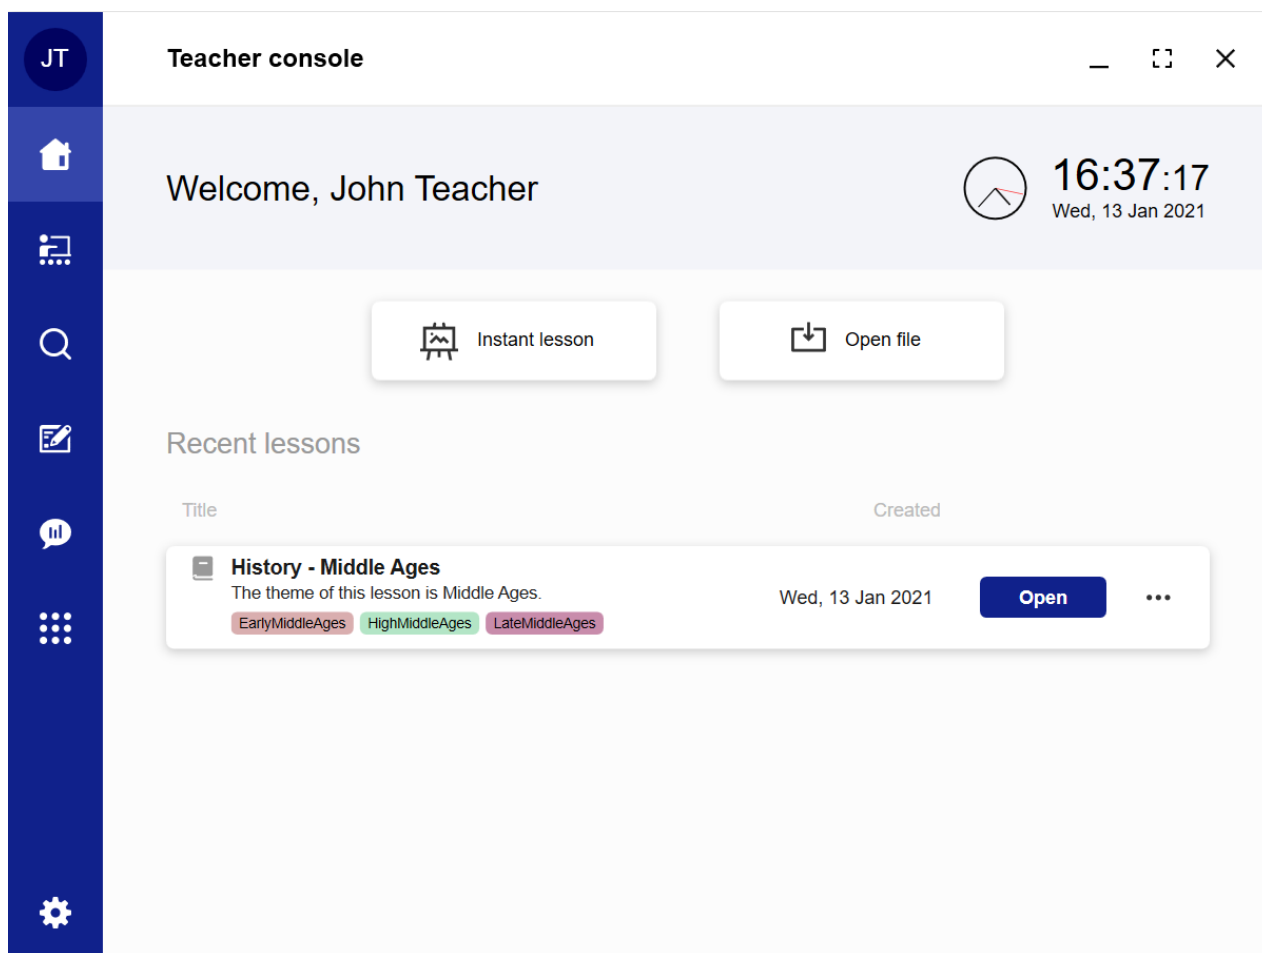 JT
Teacher console
Welcome, John Teacher
16:37:17
Wed, 13 Jan 2021
Instant lesson
Open file
Recent lessons
Title Created
History - Middle Ages
The theme of this lesson is Middle Ages.
EarlyMiddleAges HighMiddleAges LateMiddleAges
Wed, 13 Jan 2021 Open